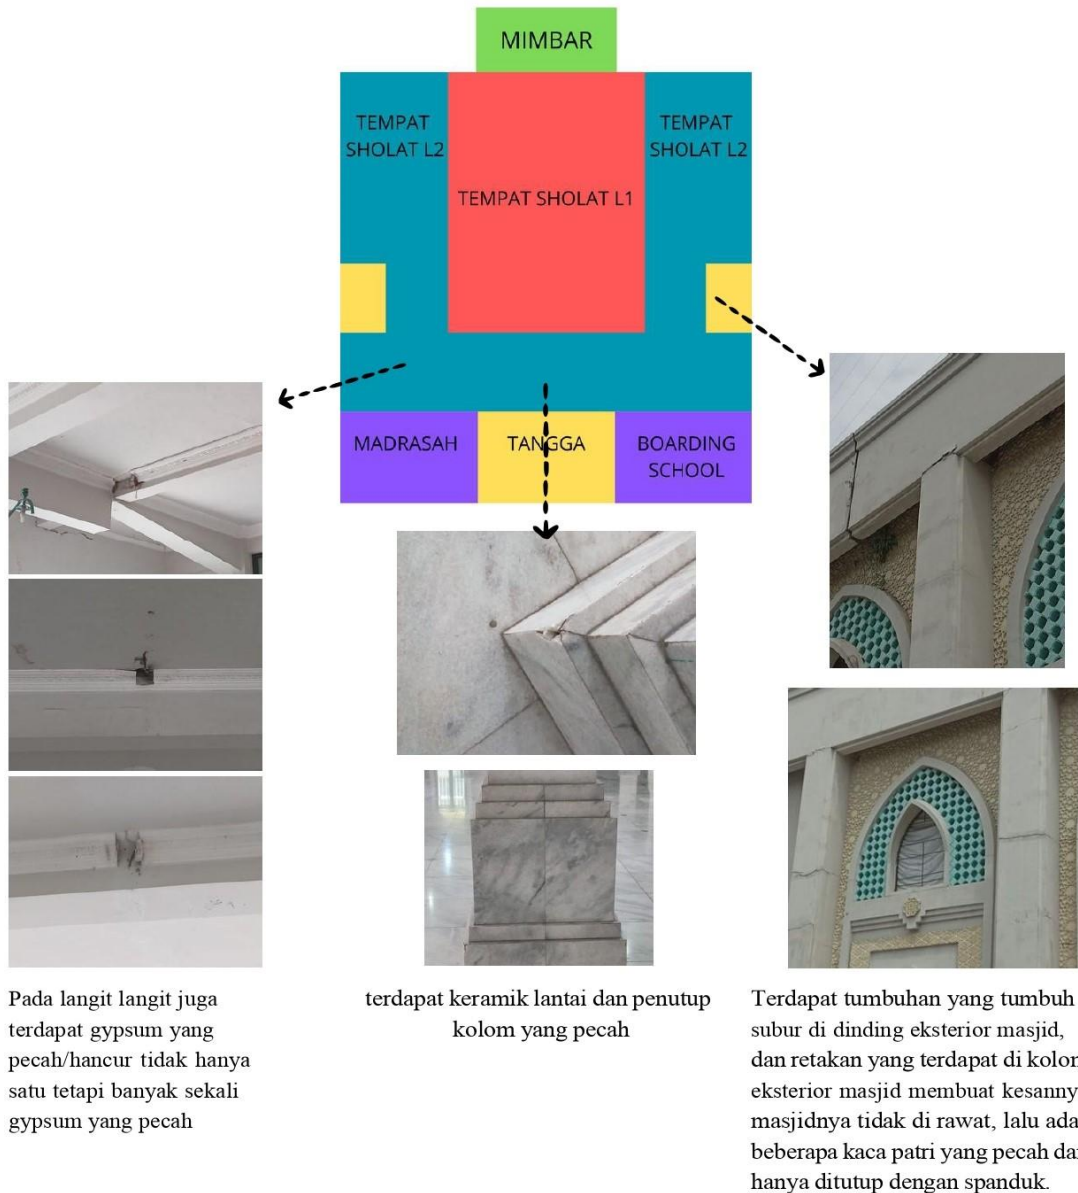 MIMBAR
TEMPAT
SHOLAT L2
TEMPAT SHOLAT L1
TEMPAT
SHOLAT L2
MADRASAH
TANGGA
BOARDING
SCHOOL
Pada langit langit juga
terdapat gypsum yang
pecah/hancur tidak hanya
satu tetapi banyak sekali
gypsum yang pecah
terdapat keramik lantai dan penutup
kolom yang pecah
Terdapat tumbuhan yang tumbuh
subur di dinding eksterior masjid,
dan retakan yang terdapat di kolom
eksterior masjid membuat kesanny
masjidnya tidak di rawat, lalu ada
beberapa kaca patri yang pecah dan
hanya ditutup dengan spanduk.